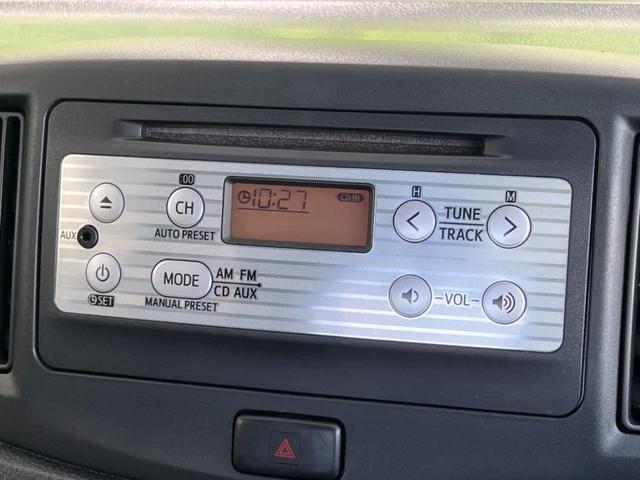 :00
H
M
10:27
CD IN
CH
TUNE
TRACK
AUTO PRESET
AUX
MODE
AM FM
CD AUX
VOL
SET
MANUAL PRESET